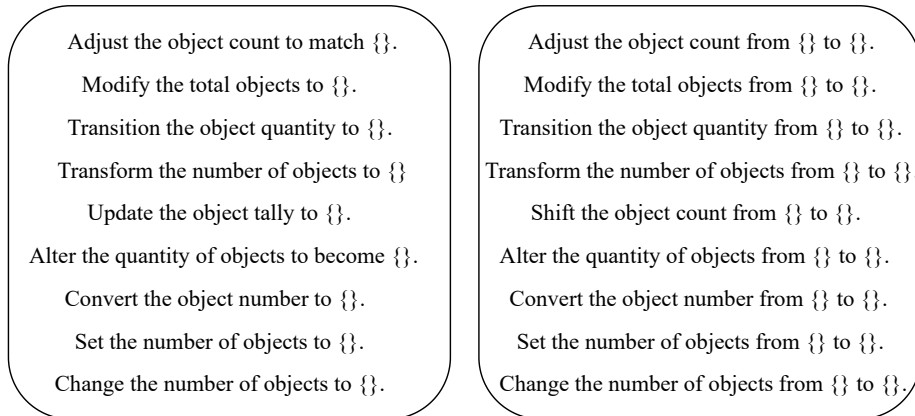 Adjust the object count to match {}.
Modify the total objects to {}.
Transition the object quantity to {}.
Transform the number of objects to {}
Update the object tally to {}.
Alter the quantity of objects to become {}.
Convert the object number to {}.
Set the number of objects to {}.
Change the number of objects to {}.
Adjust the object count from {} to {}.
Modify the total objects from {} to {}.
Transition the object quantity from {} to {}.
Transform the number of objects from {} to {}.
Shift the object count from {} to {}.
Alter the quantity of objects from {} to {}.
Convert the object number from {} to {}.
Set the number of objects from {} to {}.
Change the number of objects from {} to {}.